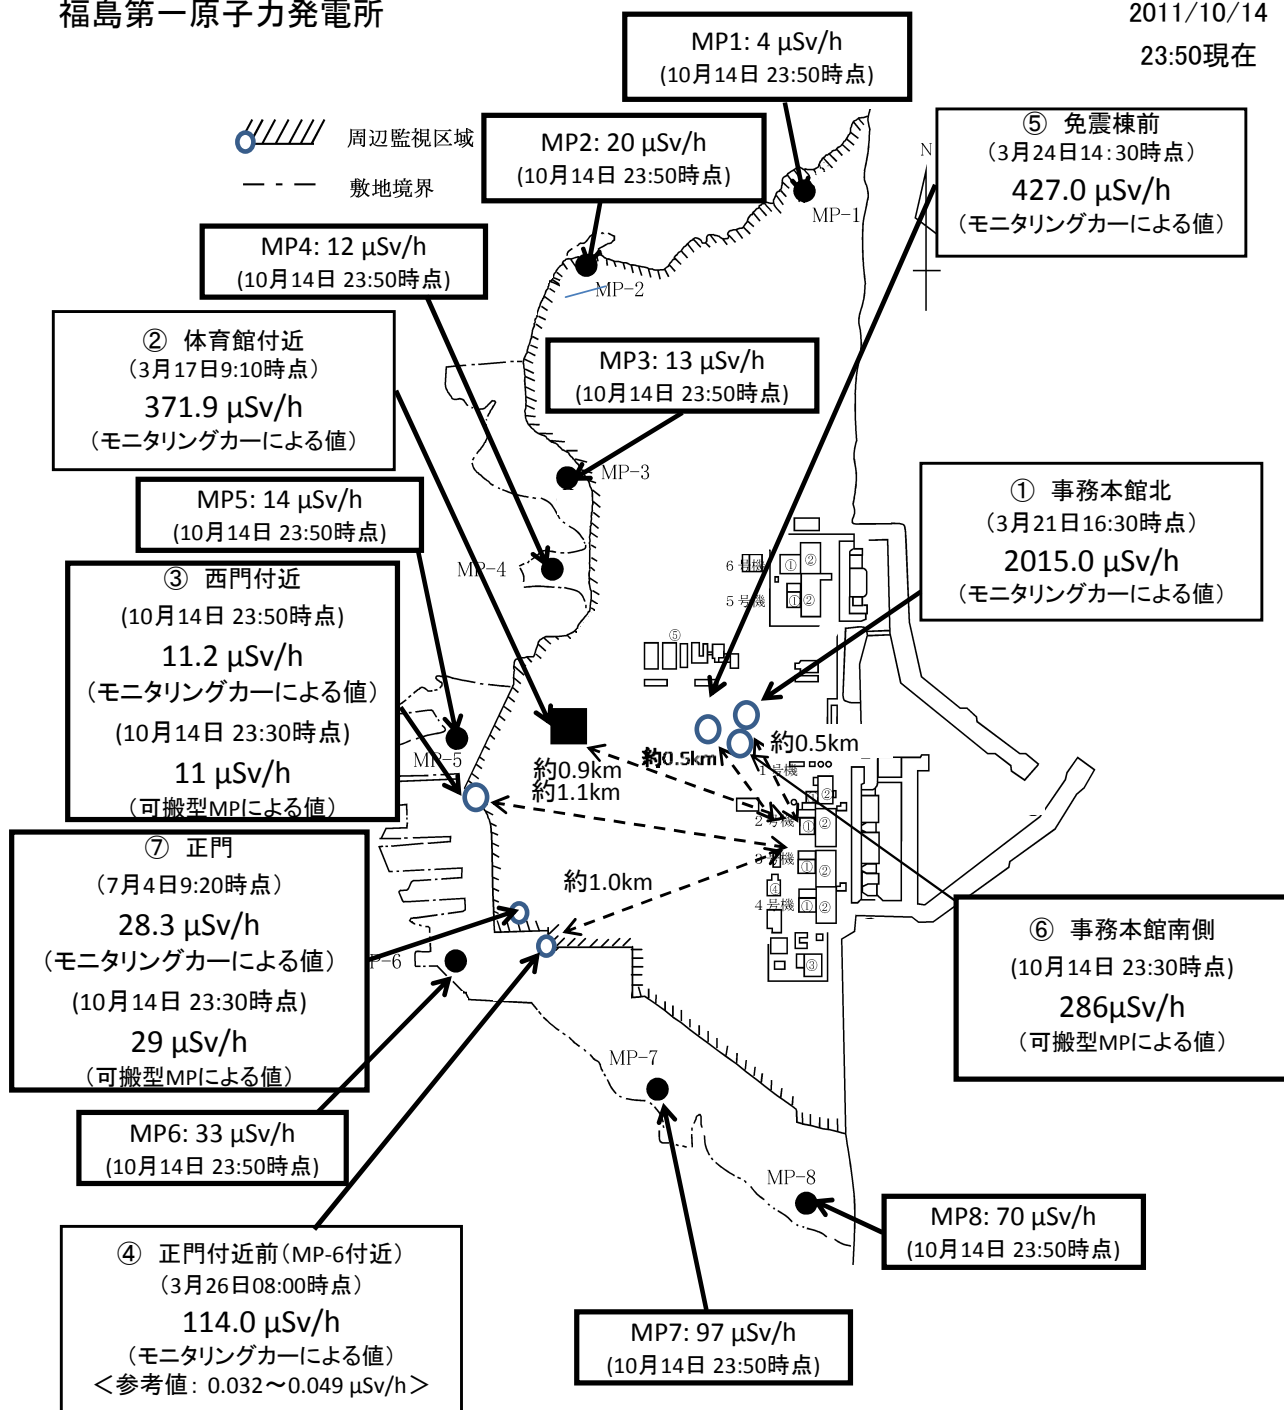 福島第一原子力発電所
2011/10/14
23:50現在
MP1: 4 μSv/h
(10月14日 23:50時点)
周辺監視区域
敷地境界
MP2: 20 μSv/h
(10月14日 23:50時点)
⑤ 免震棟前
(3月24日14:30時点)
427.0 μSv/h
(モニタリングカーによる値)
N
MP-1
MP4: 12 μSv/h
(10月14日 23:50時点)
MP-2
② 体育館付近
(3月17日9:10時点)
371.9 μSv/h
(モニタリングカーによる値)
MP3: 13 μSv/h
(10月14日 23:50時点)
MP-3
① 事務本館北
(3月21日16:30時点)
2015.0 μSv/h
(モニタリングカーによる値)
MP5: 14 μSv/h
(10月14日 23:50時点)
MP-4
6号機
①
②
5号機
①
②
③ 西門付近
(10月14日 23:50時点)
11.2 μSv/h
(モニタリングカーによる値)
(10月14日 23:30時点)
11 μSv/h
(可搬型MPによる値)
⑤
MP-5
約0.9km
約1.1km
約0.5km
約0.5km
1号機
②
2号機
①
②
3号機
①
②
④
4号機
①
②
③
約1.0km
⑦ 正門
(7月4日9:20時点)
28.3 μSv/h
(モニタリングカーによる値)
(10月14日 23:30時点)
29 μSv/h
(可搬型MPによる値)
P-6
⑥ 事務本館南側
(10月14日 23:30時点)
286μSv/h
(可搬型MPによる値)
MP-7
MP6: 33 μSv/h
(10月14日 23:50時点)
MP-8
MP8: 70 μSv/h
(10月14日 23:50時点)
④ 正門付近前(MP-6付近)
(3月26日08:00時点)
114.0 μSv/h
(モニタリングカーによる値)
<参考値: 0.032～0.049 μSv/h>
MP7: 97 μSv/h
(10月14日 23:50時点)